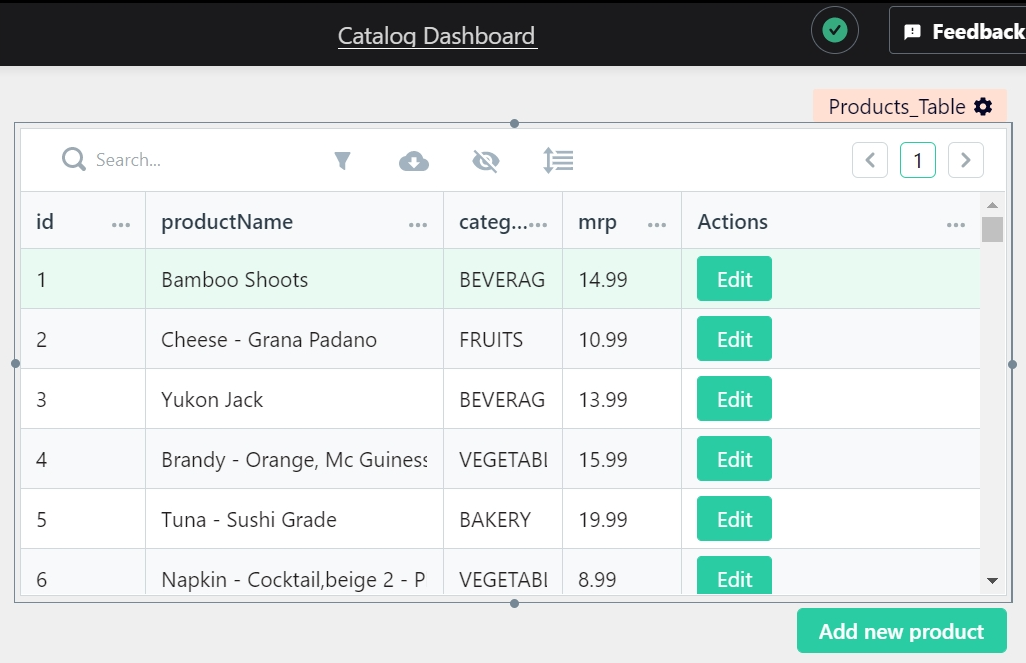 Catalog Dashboard
Feedback
Products_Table
Search...
1
id ... productName ... categ... ... mrp ... Actions ...
1 Bamboo Shoots BEVERAG 14.99 Edit
2 Cheese - Grana Padano FRUITS 10.99 Edit
3 Yukon Jack BEVERAG 13.99 Edit
4 Brandy - Orange, Mc Guiness VEGETABL 15.99 Edit
5 Tuna - Sushi Grade BAKERY 19.99 Edit
6 Napkin - Cocktail,beige 2 - P VEGETABL 8.99 Edit
Add new product